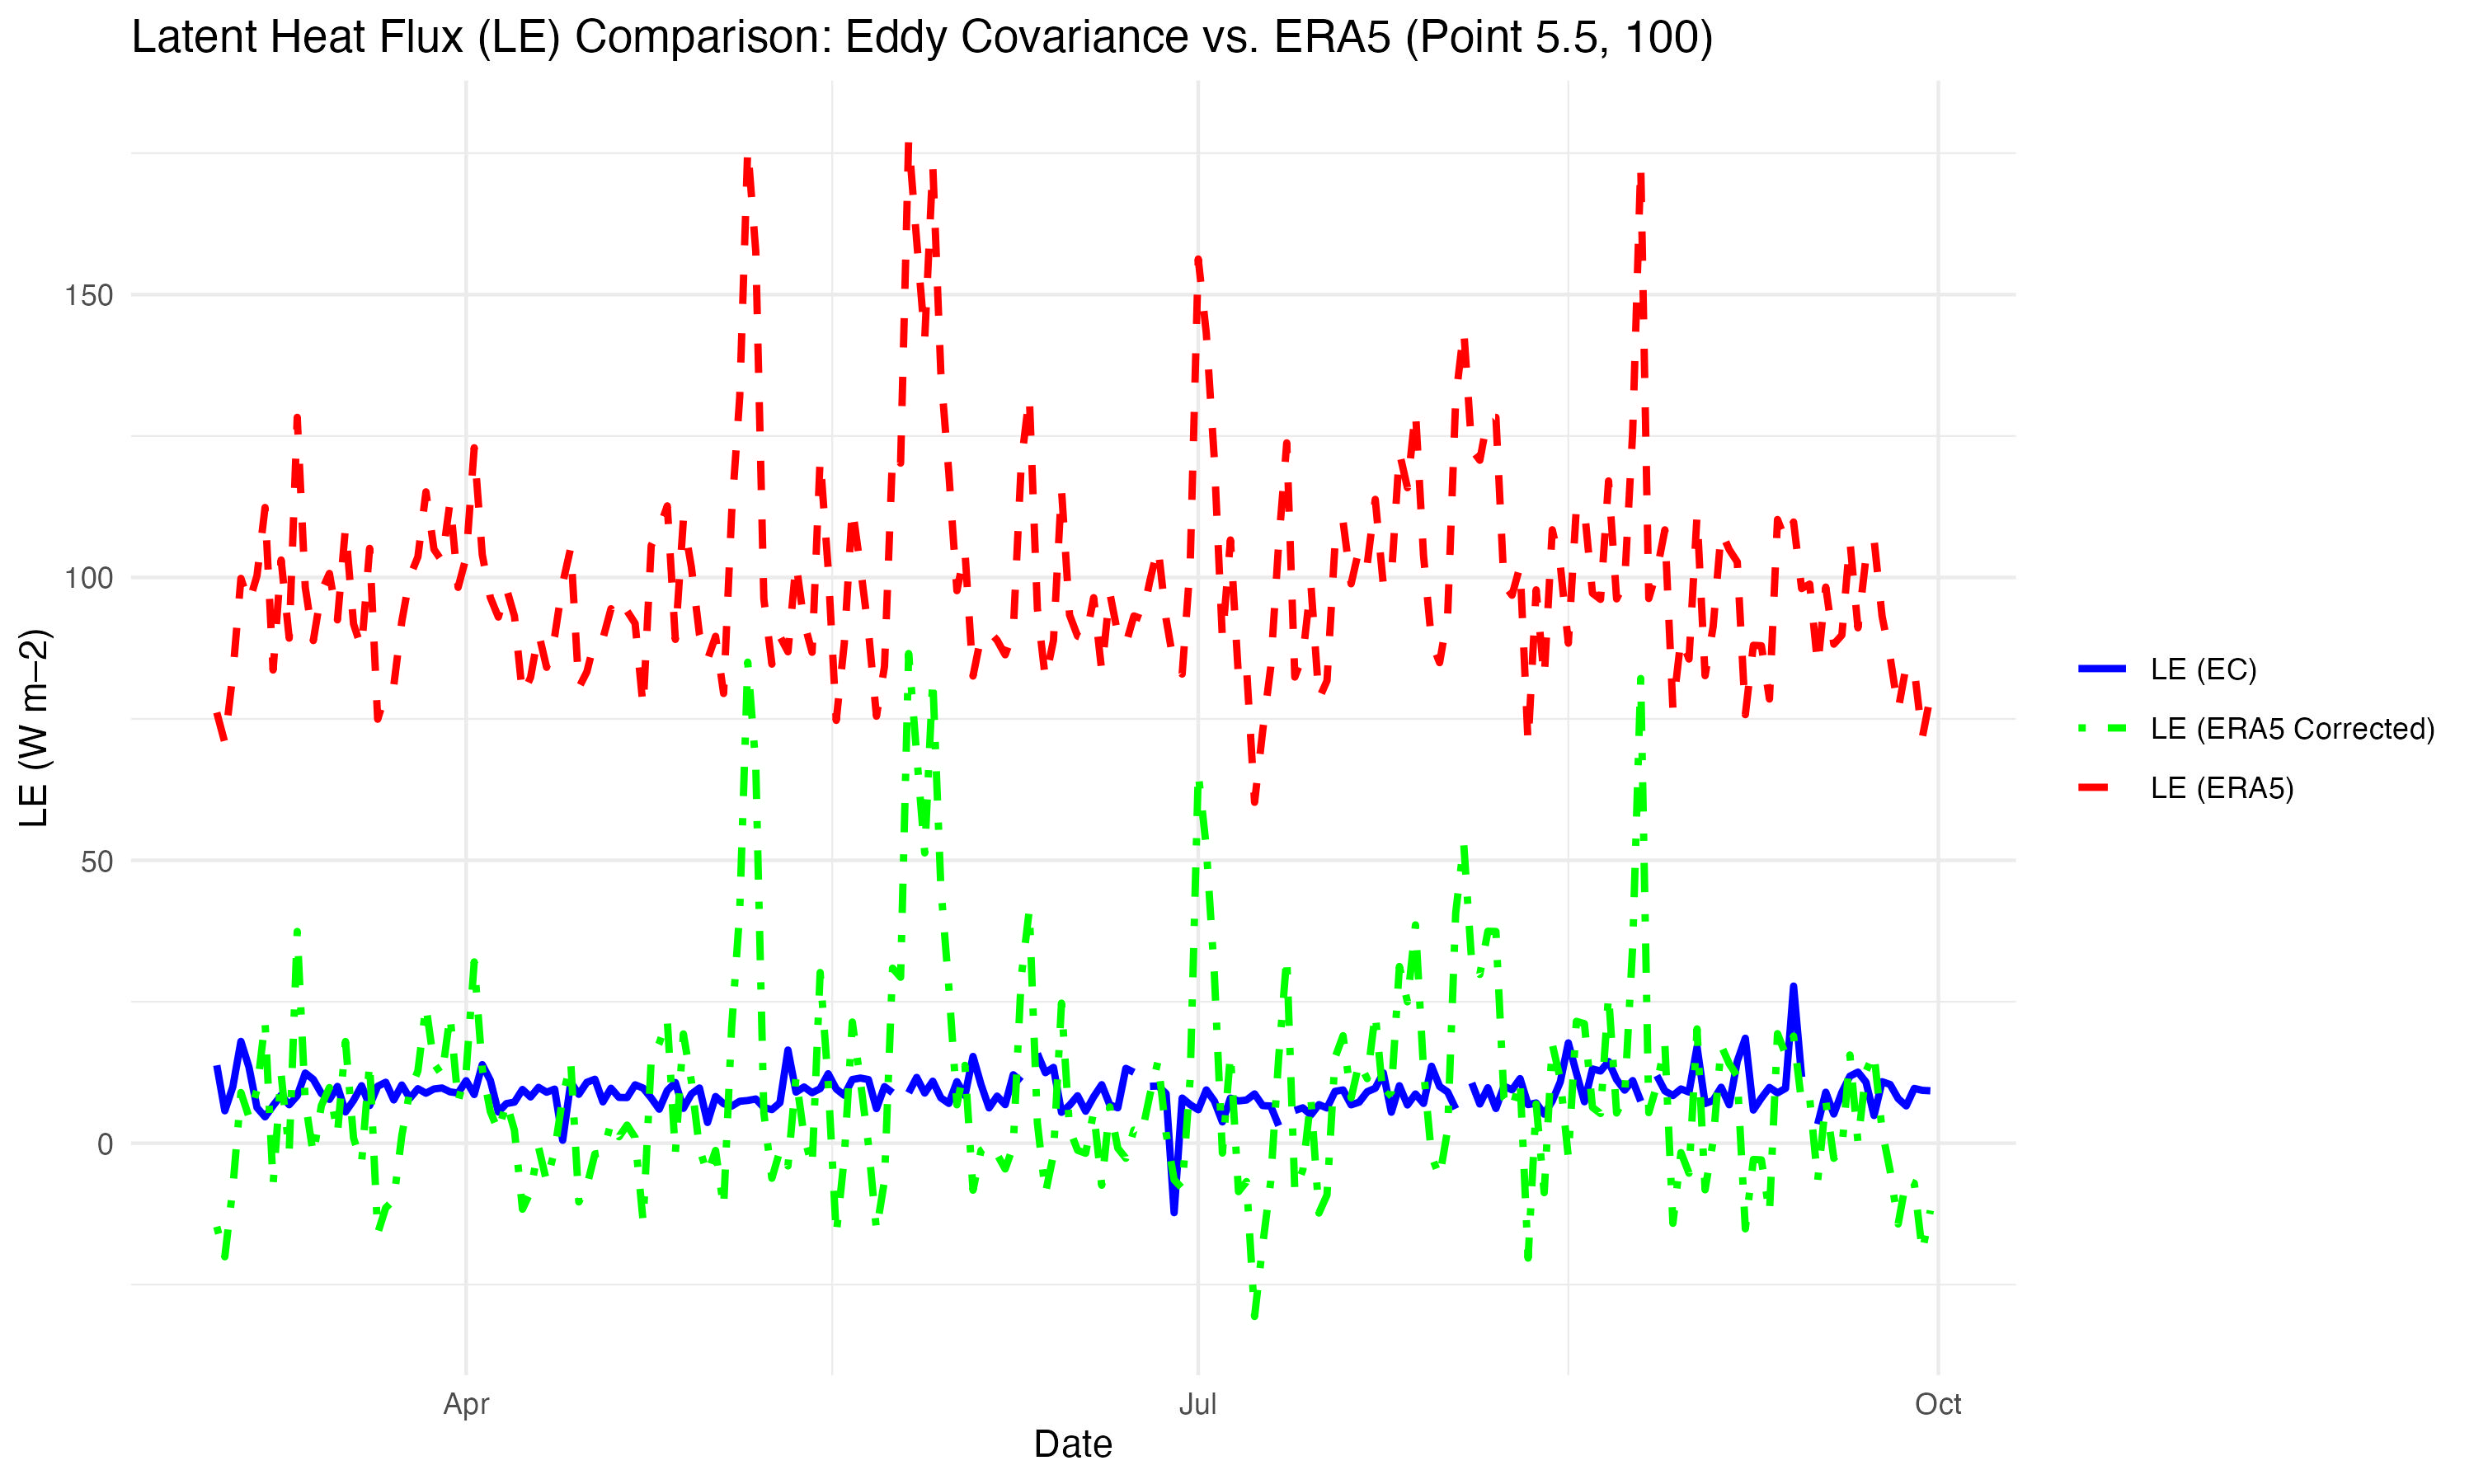 Latent Heat Flux (LE) Comparison: Eddy Covariance vs. ERA5 (Point 5.5, 100)
LE (W m−2)
150
100
50
0
Apr
Jul
Oct
Date
LE (EC)
LE (ERA5 Corrected)
LE (ERA5)